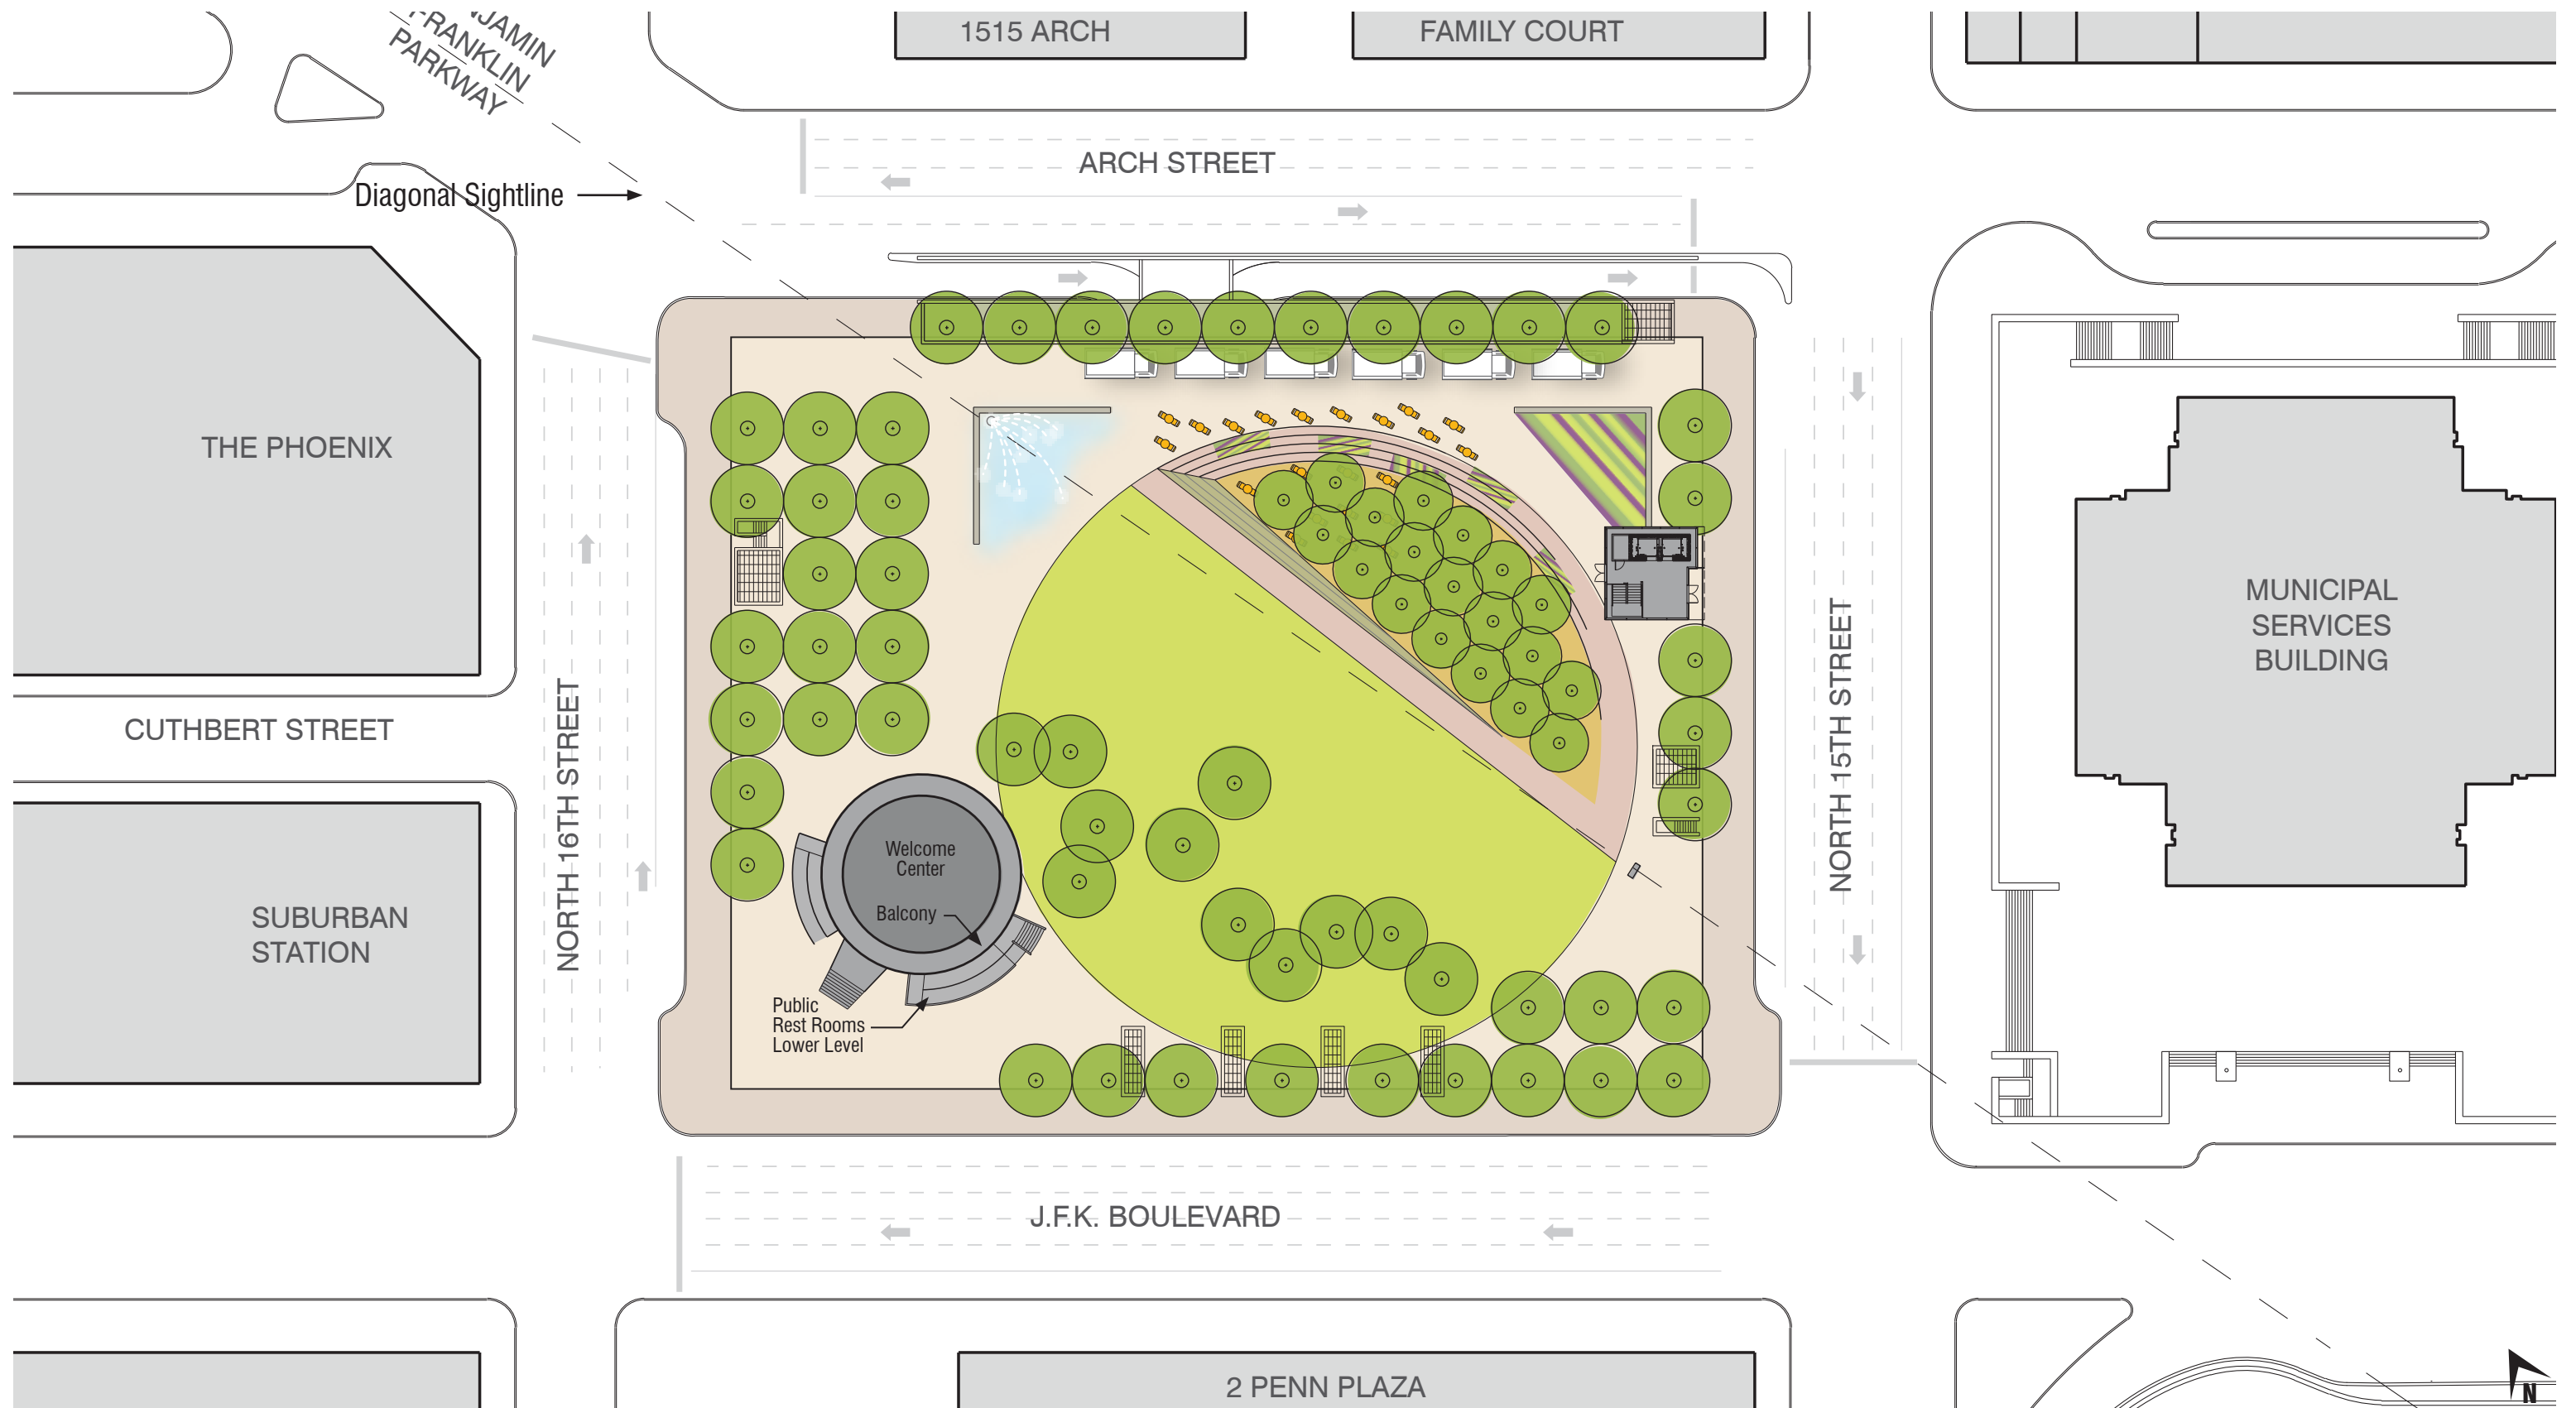 1515 ARCH
FAMILY COURT
FRANKLIN
PARKWAY
ARCH STREET
Diagonal Sightline
THE PHOENIX
MUNICIPAL
SERVICES
BUILDING
CUTHBERT STREET
NORTH 16TH STREET
NORTH 15TH STREET
Welcome
Center
Balcony
SUBURBAN
STATION
Public
Rest Rooms
Lower Level
J.F.K. BOULEVARD
2 PENN PLAZA
N